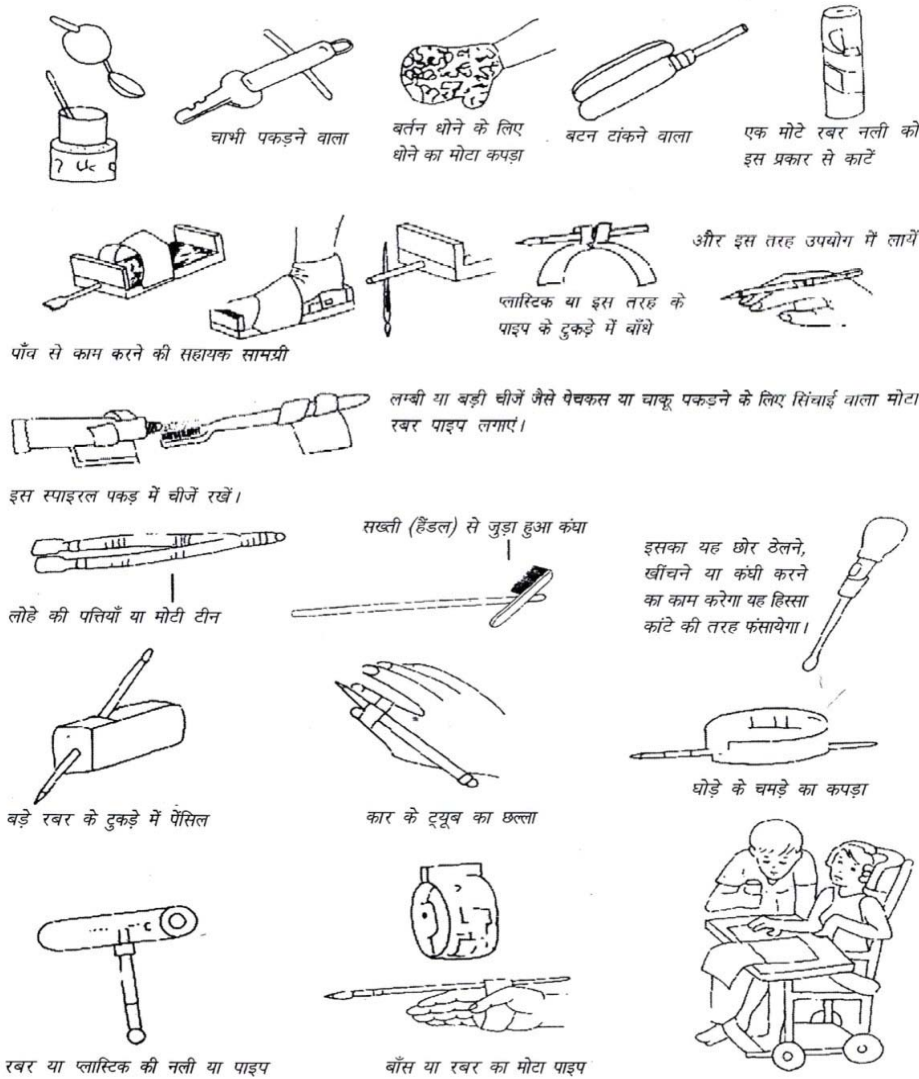 चाभी पकड़ने वाला
बर्तन धोने के लिए
धोने का मोटा कपड़ा
बटन टांकने वाला
एक मोटे रबर नली को
इस प्रकार से काटें
पाँव से काम करने की सहायक सामग्री
प्लास्टिक या इस तरह के
पाइप के टुकड़े में बाँधे
और इस तरह उपयोग में लायें
लम्बी या बड़ी चीजें जैसे पेचकस या चाकू पकड़ने के लिए सिंचाई वाला मोटा
रबर पाइप लगाएं।
इस स्पाइरल पकड़ में चीजें रखें।
लोहे की पत्तियाँ या मोटी टीन
सख्ती (हैंडल) से जुड़ा हुआ कंघा
इसका यह छोर ठेलने,
खींचने या कंघी करने
का काम करेगा यह हिस्सा
कांटे की तरह फंसायेगा।
बड़े रबर के टुकड़े में पेंसिल
कार के ट्यूब का छल्ला
घोड़े के चमड़े का कपड़ा
रबर या प्लास्टिक की नली या पाइप
बाँस या रबर का मोटा पाइप